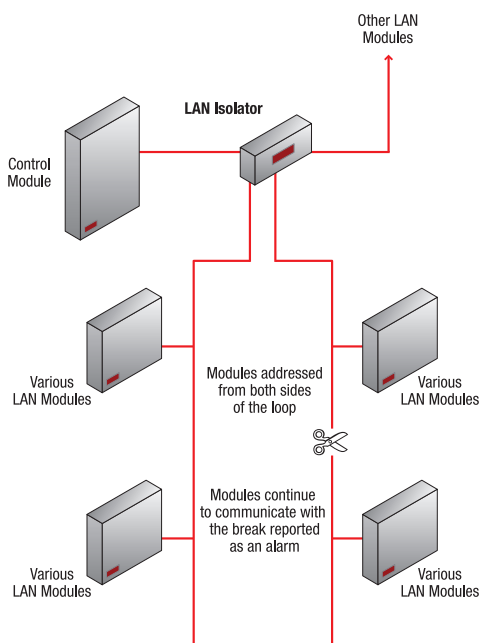 Other LAN
Modules
LAN Isolator
Control
Module
Various
LAN Modules
Modules addressed
from both sides
of the loop
Various
LAN Modules
Modules continue
to communicate with
the break reported
as an alarm
Various
LAN Modules
Various
LAN Modules